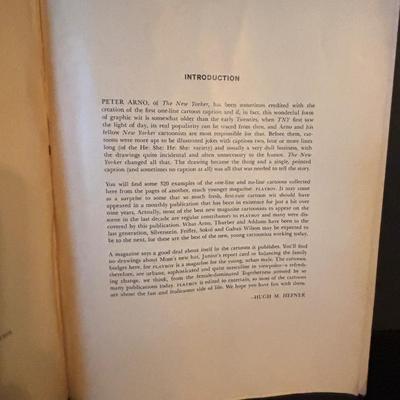 INTRODUCTION
PETER ARNO, of The New Yorker, has been sometimes credited with the
creation of the first one-line cartoon caption and, though this wonderful form
of graphic wit is somewhat older than the early Twenties, when TNY first saw
the light of day, its real popularity can be traced from then, and Arno and his
fellow New Yorker cartoonists are most responsible for that. Before them, car-
toons were more apt to be illustrated jokes with captions two, four or more lines
long (of the He: She: He: She variety) and usually a very dull business, with
the drawings quite incidental and often unnecessary to the humor. The New
Yorker changed all that. The drawing became the thing and a simple, pointed
caption (and sometimes no caption at all) was all that was needed to tell the story.
You will find some 520 examples of the one-line and no-line cartoons collected
here from the pages of another, much younger magazine: PLAYBOY. It may come
as a surprise to some that so much fresh, first-rate cartoon wit should have
appeared in a monthly publication that has been in existence for just a bit over
nine years. Actually, most of the best new magazine cartoonists to appear on the
scene in the last decade are regular contributors to PLAYBOY and many were dis-
covered by this publication. What Arno, Thurber and Addams have been to the
last generation, Silverstein, Feiffer, Sokol and Gahan Wilson may be expected to
be to the next, for these are the best of the new, young cartoonists working today.
A magazine says a good deal about itself in the cartoons it publishes. You'll find
no drawings about Mom's new hat, Junior's report card or balancing the family
budget here, for PLAYBOY is a magazine for the young, urban male. The cartoons,
therefore, are urbane, sophisticated and quite masculine in viewpoint—a refresh-
ing change, we think, from the female-dominated Togetherness stressed by so
many publications today. PLAYBOY is edited to entertain, so most of the cartoons
are about the fun and foolishness side of life. We hope you have fun with them.
—HUGH M. HEFNER